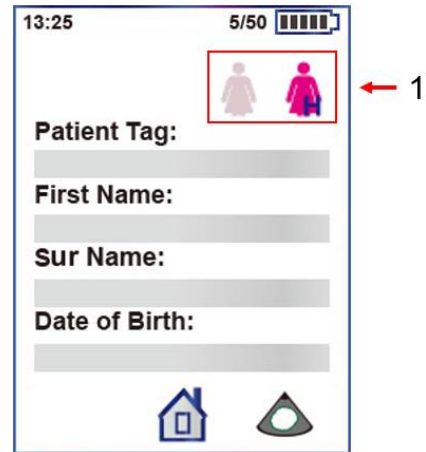 13:25 5/50
H
1
Patient Tag:
First Name:
Sur Name:
Date of Birth: